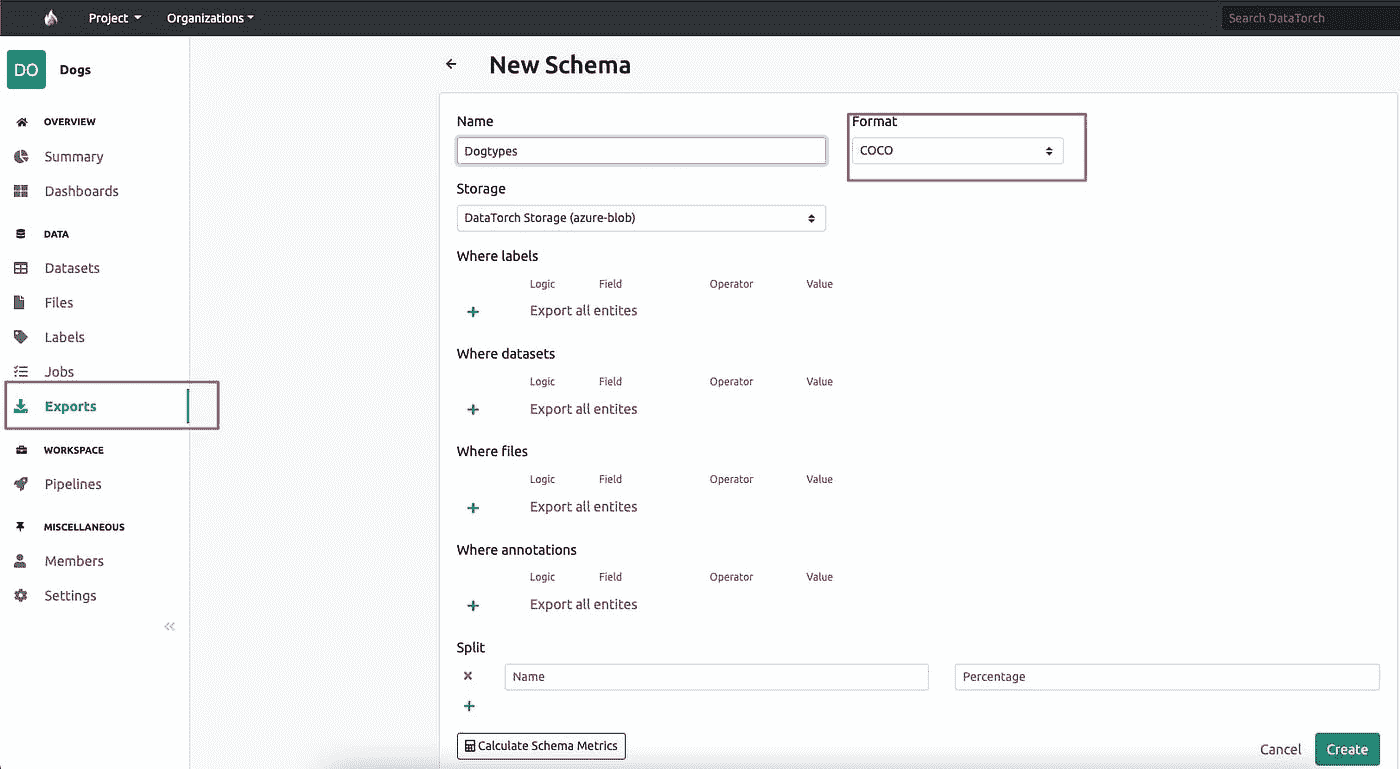 Project Organizations Search DataTorch
DO Dogs
OVERVIEW
Summary
Dashboards
DATA
Datasets
Files
Labels
Jobs
Exports
WORKSPACE
Pipelines
MISCELLANEOUS
Members
Settings
New Schema
Name Format
Dogtypes COCO
Storage
DataTorch Storage (azure-blob)
Where labels
Logic Field Operator Value
Export all entites
Where datasets
Logic Field Operator Value
Export all entites
Where files
Logic Field Operator Value
Export all entites
Where annotations
Logic Field Operator Value
Export all entites
Split
Name Percentage
Calculate Schema Metrics Cancel Create